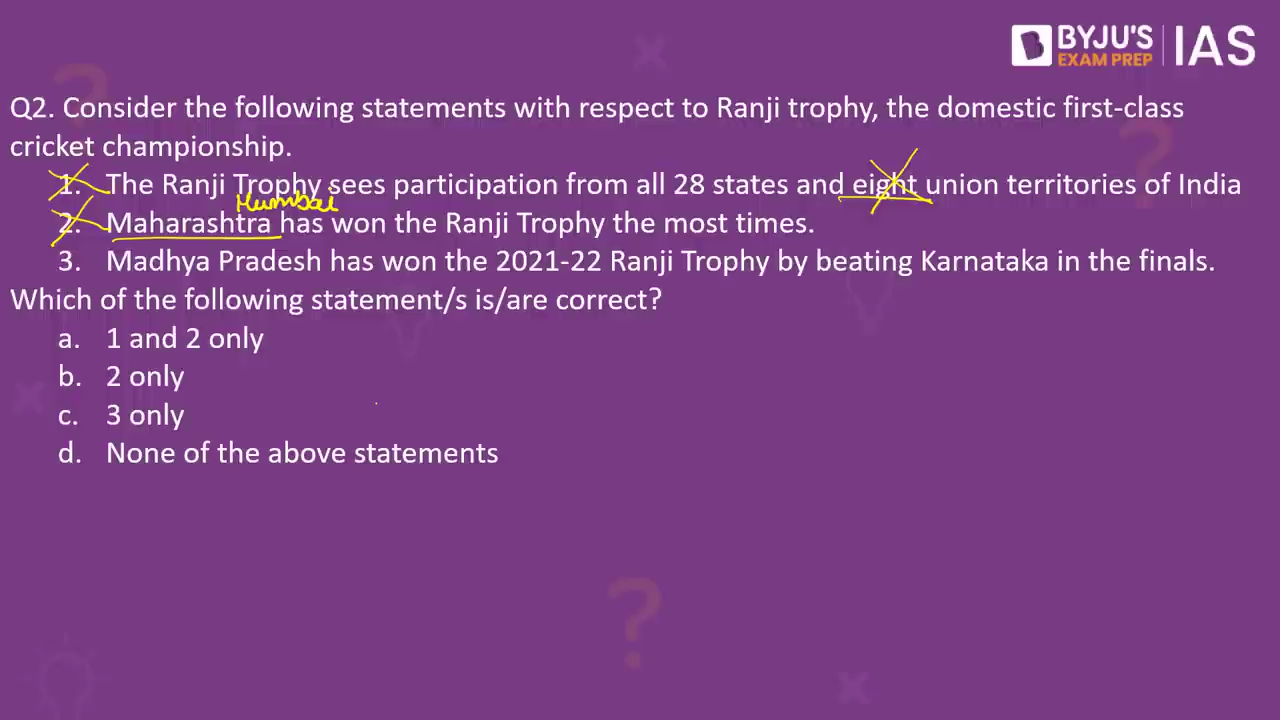 BYJU'S
EXAM PREP
IAS
Q2. Consider the following statements with respect to Ranji trophy, the domestic first-class
cricket championship.
1. The Ranji Trophy sees participation from all 28 states and eight union territories of India
Mumbai
2. Maharashtra has won the Ranji Trophy the most times.
3. Madhya Pradesh has won the 2021-22 Ranji Trophy by beating Karnataka in the finals.
Which of the following statement/s is/are correct?
a. 1 and 2 only
b. 2 only
c. 3 only
d. None of the above statements